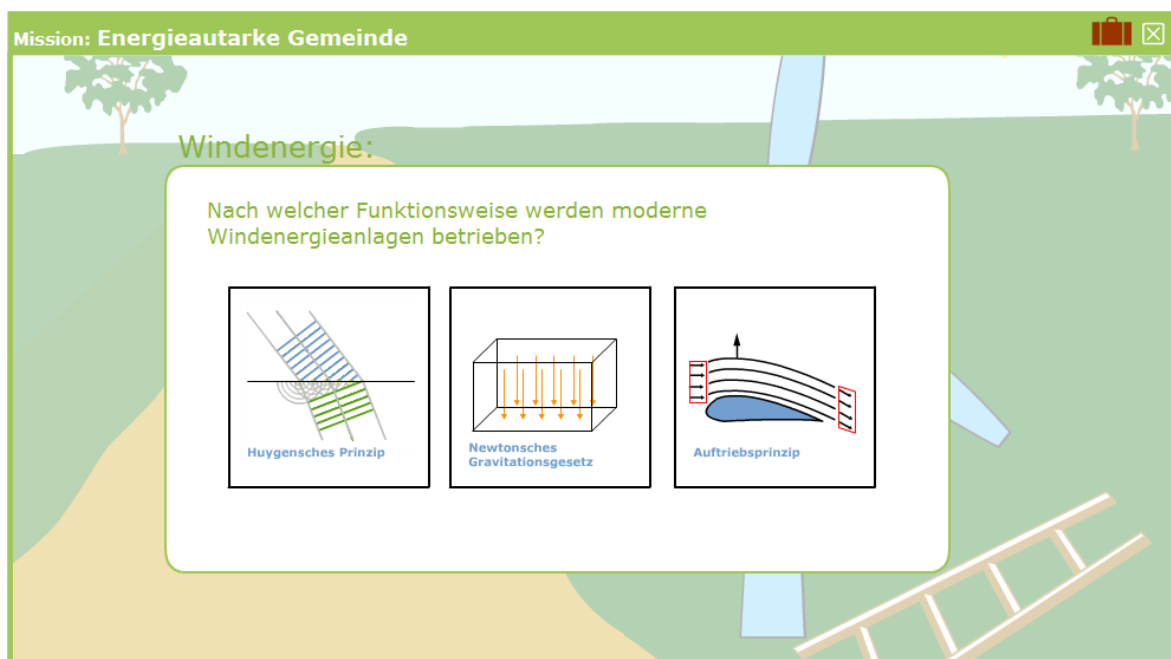 Mission: Energieautarke Gemeinde
Windenergie:
Nach welcher Funktionsweise werden moderne
Windenergieanlagen betrieben?
Huygensches Prinzip
Newtonsches
Gravitationsgesetz
Auftriebsprinzip